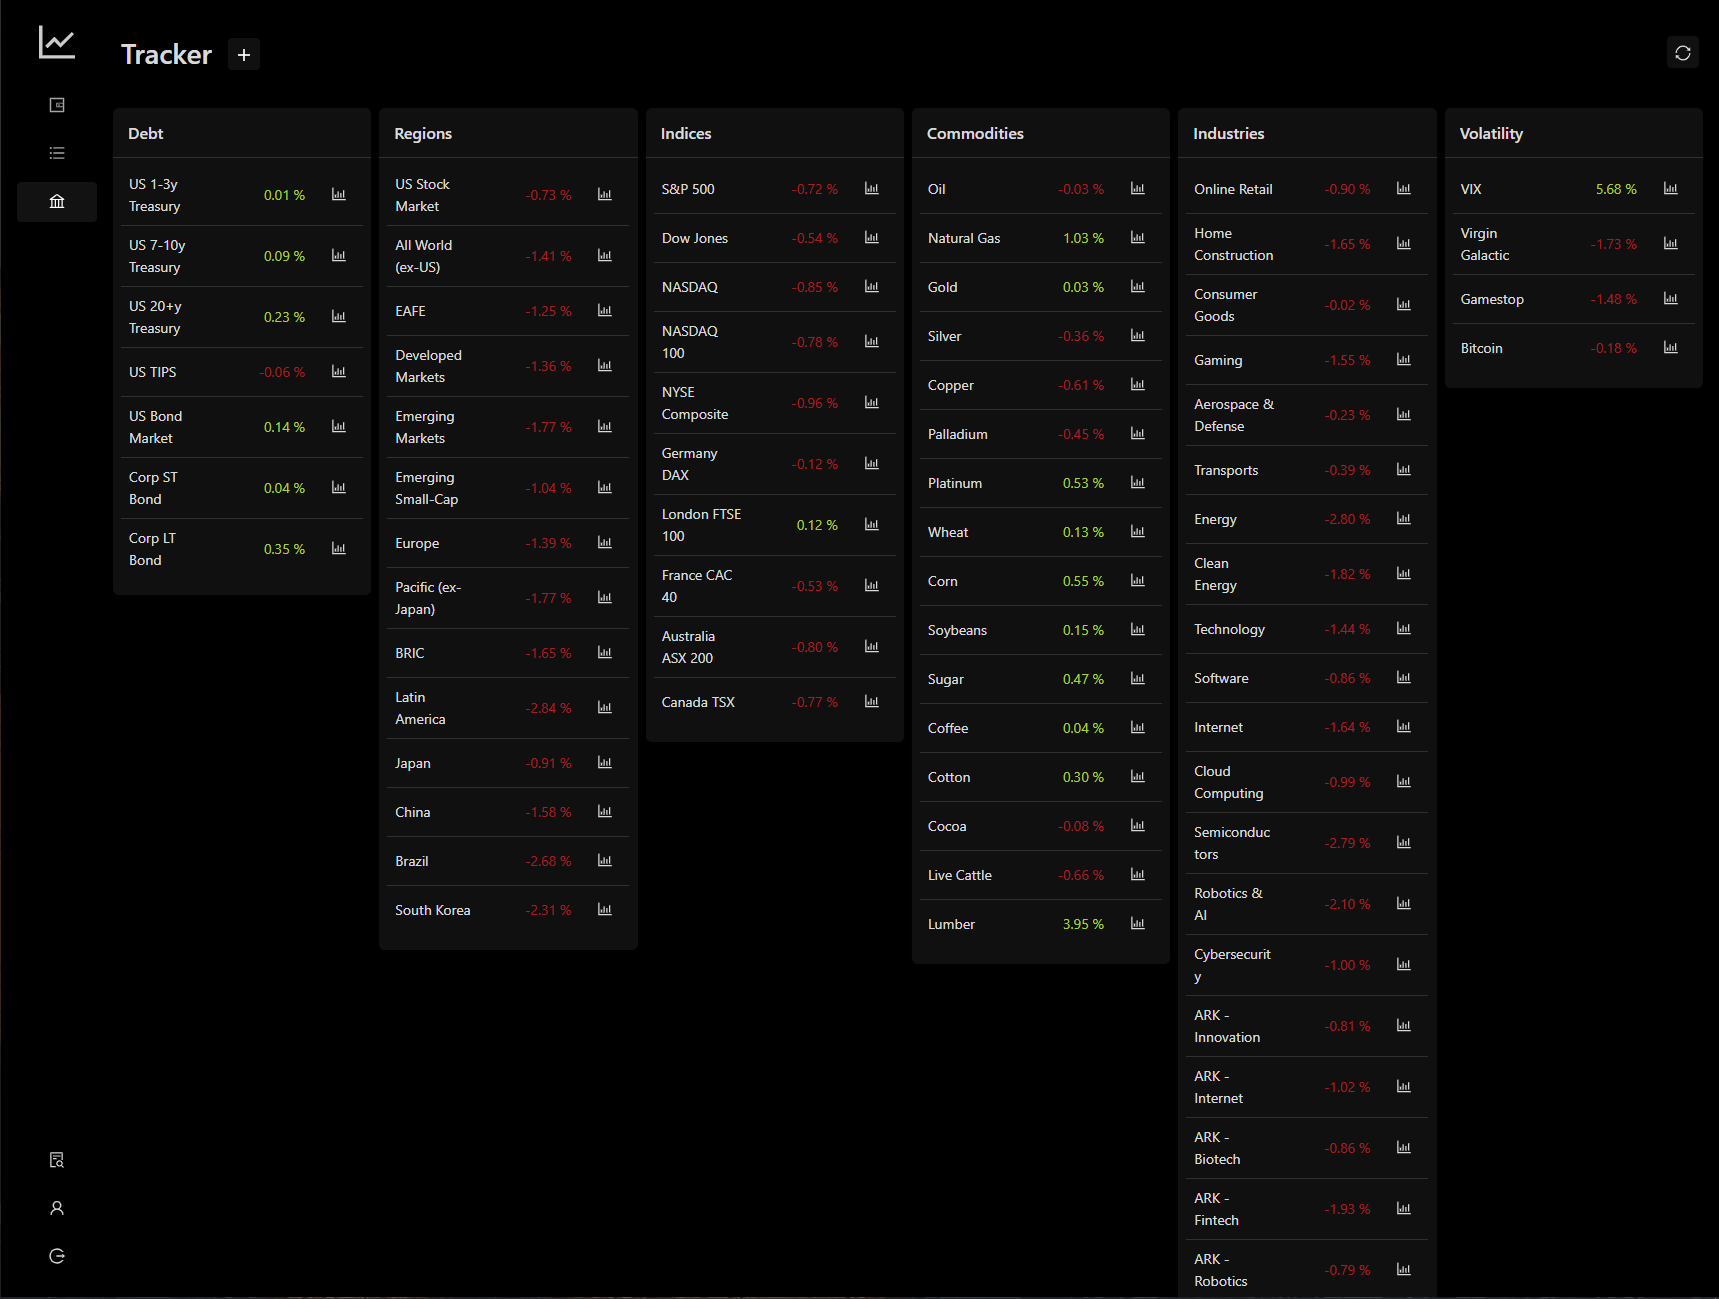 Tracker
Debt
US 1-3y
Treasury
0.01 %
US 7-10y
Treasury
0.09 %
US 20+y
Treasury
0.23 %
US TIPS
-0.06 %
US Bond
Market
0.14 %
Corp ST
Bond
0.04 %
Corp LT
Bond
0.35 %
Regions
US Stock
Market
-0.73 %
All World
(ex-US)
-1.41 %
EAFE
-1.25 %
Developed
Markets
-1.36 %
Emerging
Markets
-1.77 %
Emerging
Small-Cap
-1.04 %
Europe
-1.39 %
Pacific (ex-
Japan)
-1.77 %
BRIC
-1.65 %
Latin
America
-2.84 %
Japan
-0.91 %
China
-1.58 %
Brazil
-2.68 %
South Korea
-2.31 %
Indices
S&P 500
-0.72 %
Dow Jones
-0.54 %
NASDAQ
-0.85 %
NASDAQ
100
-0.78 %
NYSE
Composite
-0.96 %
Germany
DAX
-0.12 %
London FTSE
100
0.12 %
France CAC
40
-0.53 %
Australia
ASX 200
-0.80 %
Canada TSX
-0.77 %
Commodities
Oil
-0.03 %
Natural Gas
1.03 %
Gold
0.03 %
Silver
-0.36 %
Copper
-0.61 %
Palladium
-0.45 %
Platinum
0.53 %
Wheat
0.13 %
Corn
0.55 %
Soybeans
0.15 %
Sugar
0.47 %
Coffee
0.04 %
Cotton
0.30 %
Cocoa
-0.08 %
Live Cattle
-0.66 %
Lumber
3.95 %
Industries
Online Retail
-0.90 %
Home
Construction
-1.65 %
Consumer
Goods
-0.02 %
Gaming
-1.55 %
Aerospace &
Defense
-0.23 %
Transports
-0.39 %
Energy
-2.80 %
Clean
Energy
-1.82 %
Technology
-1.44 %
Software
-0.86 %
Internet
-1.64 %
Cloud
Computing
-0.99 %
Semiconduc
tors
-2.79 %
Robotics &
AI
-2.10 %
Cybersecurit
y
-1.00 %
ARK -
Innovation
-0.81 %
ARK -
Internet
-1.02 %
ARK -
Biotech
-0.86 %
ARK -
Fintech
-1.93 %
ARK -
Robotics
-0.79 %
Volatility
VIX
5.68 %
Virgin
Galactic
-1.73 %
Gamestop
-1.48 %
Bitcoin
-0.18 %